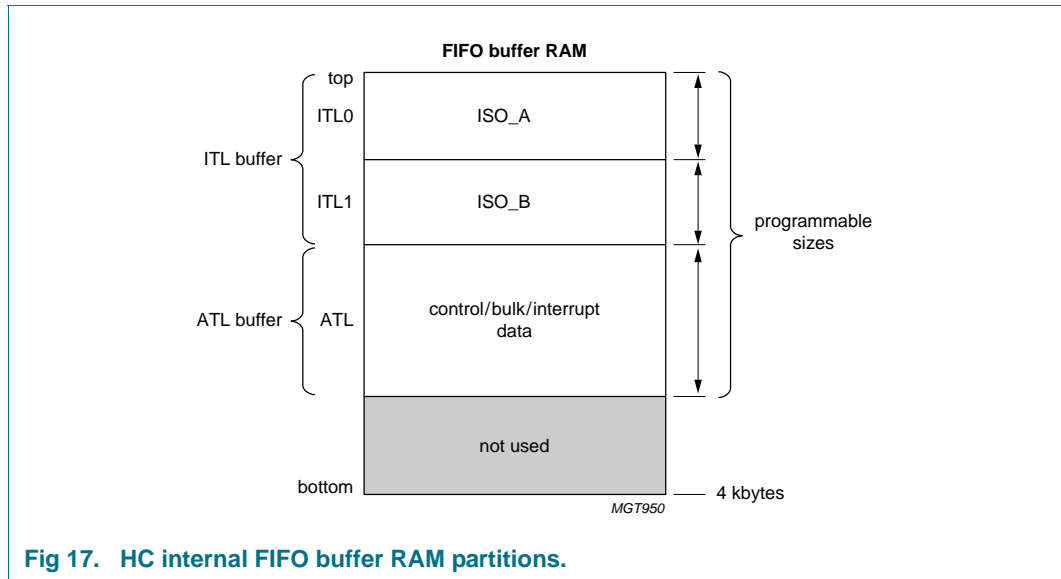 FIFO buffer RAM
top
ITL0
ISO_A
ITL buffer
ITL1
ISO_B
programmable
sizes
ATL buffer
ATL
control/bulk/interrupt
data
not used
bottom
4 kbytes
MGT950
Fig 17. HC internal FIFO buffer RAM partitions.